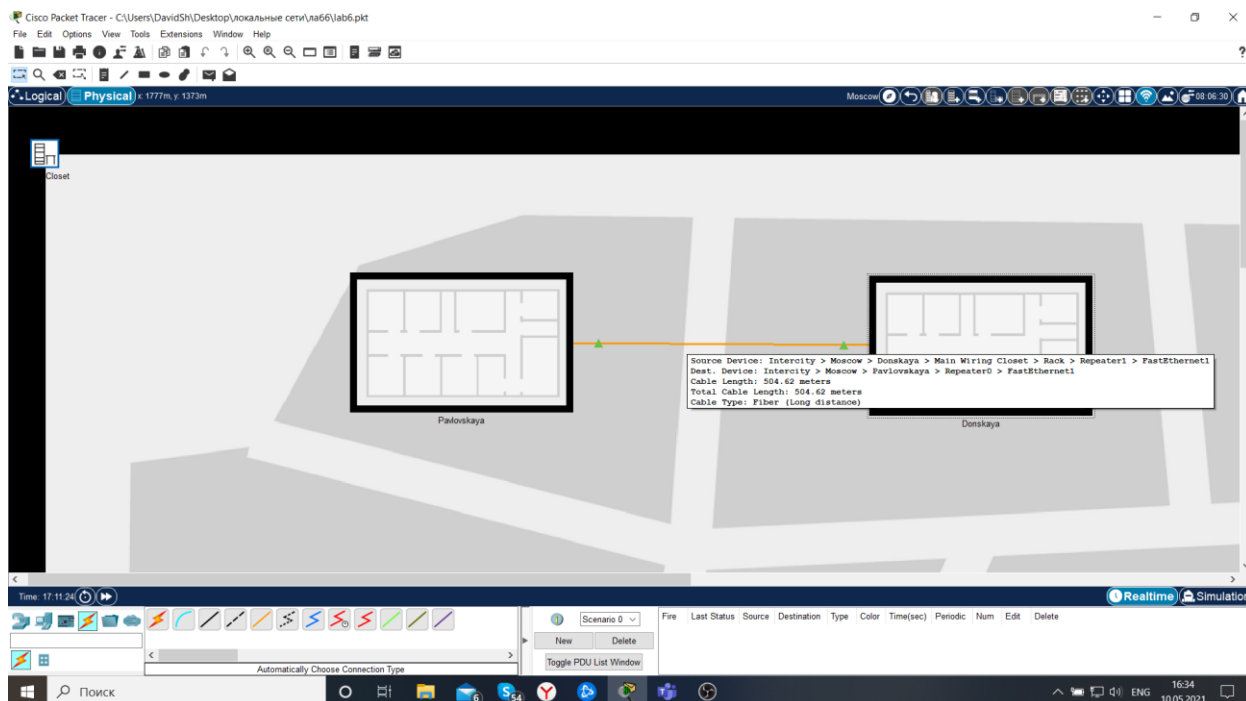 Cisco Packet Tracer - C:\Users\DavidSh\Desktop\локальные сети\ла66\lab6.pkt
File Edit Options View Tools Extensions Window Help
?
Logical Physical x: 1777m, y: 1373m
Moscow 08:06:30
Closet
Source Device: Intercity > Moscow > Donskaya > Main Wiring Closet > Rack > Repeater1 > FastEthernet1
Dest. Device: Intercity > Moscow > Pavlovskaya > Repeater0 > FastEthernet1
Cable Length: 504.62 meters
Total Cable Length: 504.62 meters
Cable Type: Fiber (Long distance)
Pavlovskaya
Donskaya
Time: 17:11:24
Realtime Simulation
Scenario 0
Fire Last Status Source Destination Type Color Time(sec) Periodic Num Edit Delete
New Delete
Toggle PDU List Window
Automatically Choose Connection Type
Поиск
6
54
ENG
16:34
10.05.2021